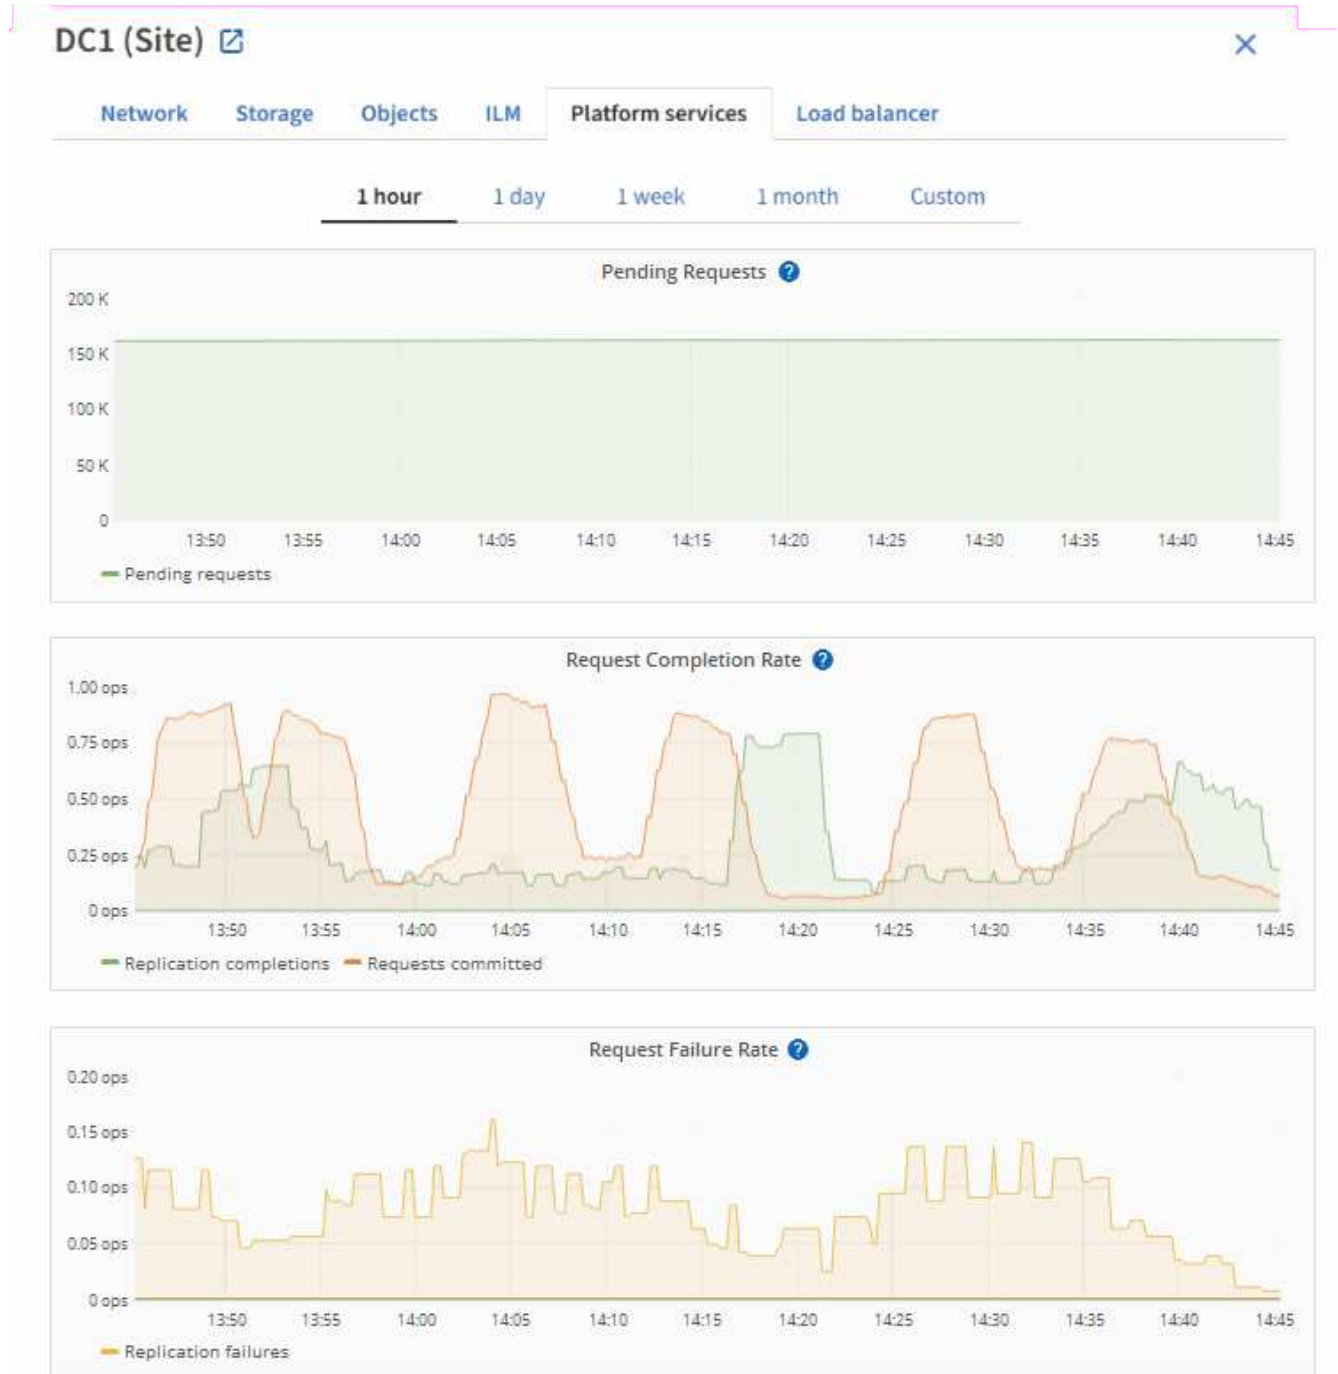 DC1 (Site)
Network Storage Objects ILM Platform services Load balancer
1 hour 1 day 1 week 1 month Custom
Pending Requests ?
200 K
150 K
100 K
50 K
0
13:50 13:55 14:00 14:05 14:10 14:15 14:20 14:25 14:30 14:35 14:40 14:45
Pending requests
Request Completion Rate ?
1.00 ops
0.75 ops
0.50 ops
0.25 ops
0 ops
13:50 13:55 14:00 14:05 14:10 14:15 14:20 14:25 14:30 14:35 14:40 14:45
Replication completions Requests committed
Request Failure Rate ?
0.20 ops
0.15 ops
0.10 ops
0.05 ops
0 ops
13:50 13:55 14:00 14:05 14:10 14:15 14:20 14:25 14:30 14:35 14:40 14:45
Replication failures